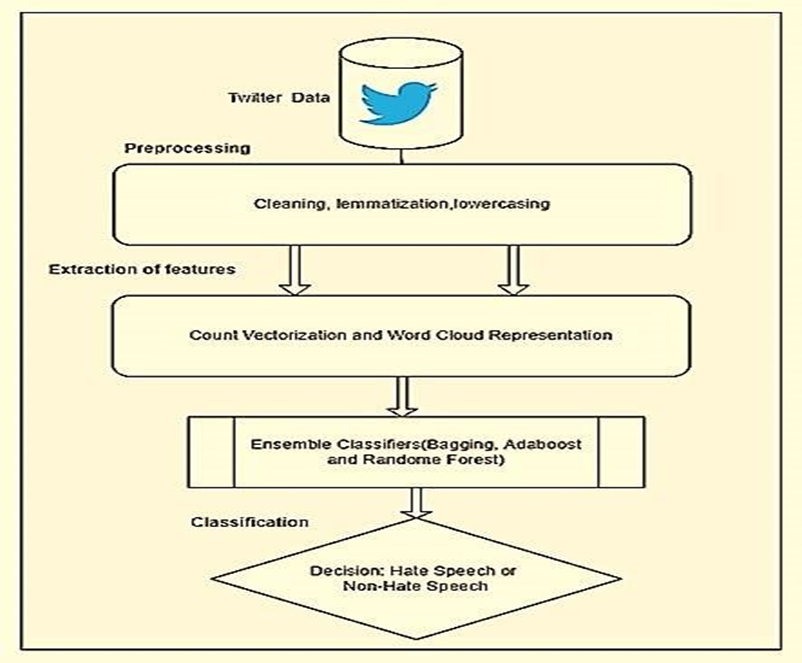 Twitter Data
Preprocessing
Cleaning, lemmatization,lowercasing
Extraction of features
Count Vectorization and Word Cloud Representation
Ensemble Classifiers(Bagging, Adaboost
and Randome Forest)
Classification
Decision: Hate Speech or
Non-Hate Speech